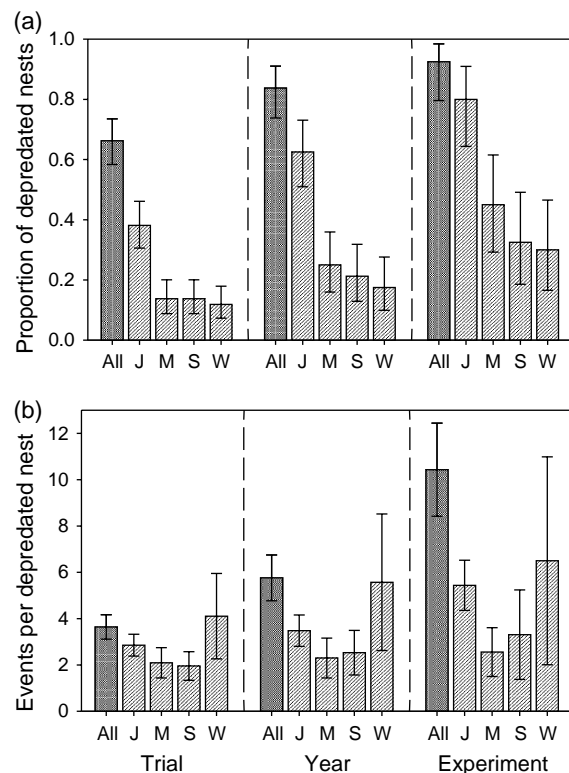 (a)
Proportion of depredated nests
1.0
0.8
0.6
0.4
0.2
0.0
All J M S W All J M S W All J M S W
(b)
Events per depredated nest
12
10
8
6
4
2
0
All J M S W All J M S W All J M S W
Trial Year Experiment